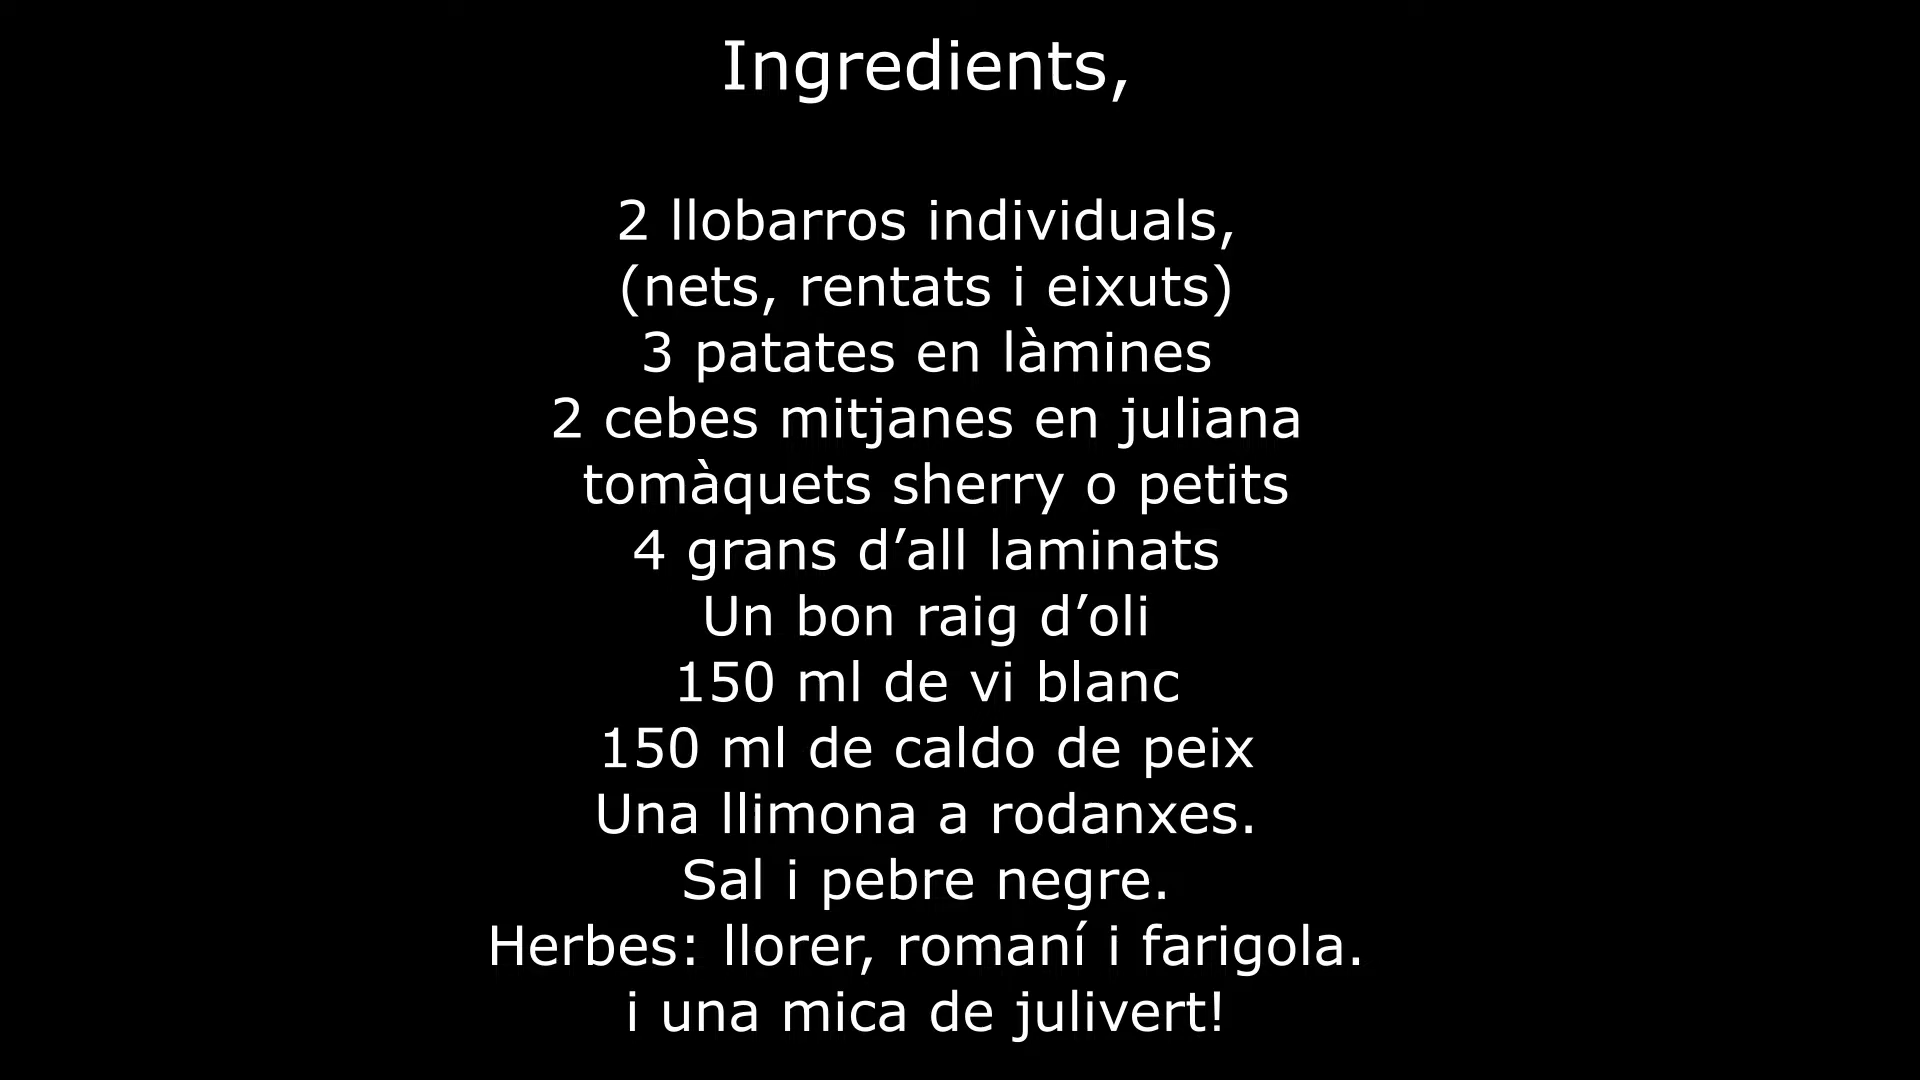 Ingredients,
2 llobarros individuals,
(nets, rentats i eixuts)
3 patates en làmines
2 cebes mitjanes en juliana
tomàquets sherry o petits
4 grans d’all laminats
Un bon raig d’oli
150 ml de vi blanc
150 ml de caldo de peix
Una llimona a rodanxes.
Sal i pebre negre.
Herbes: llorer, romaní i farigola.
i una mica de julivert!